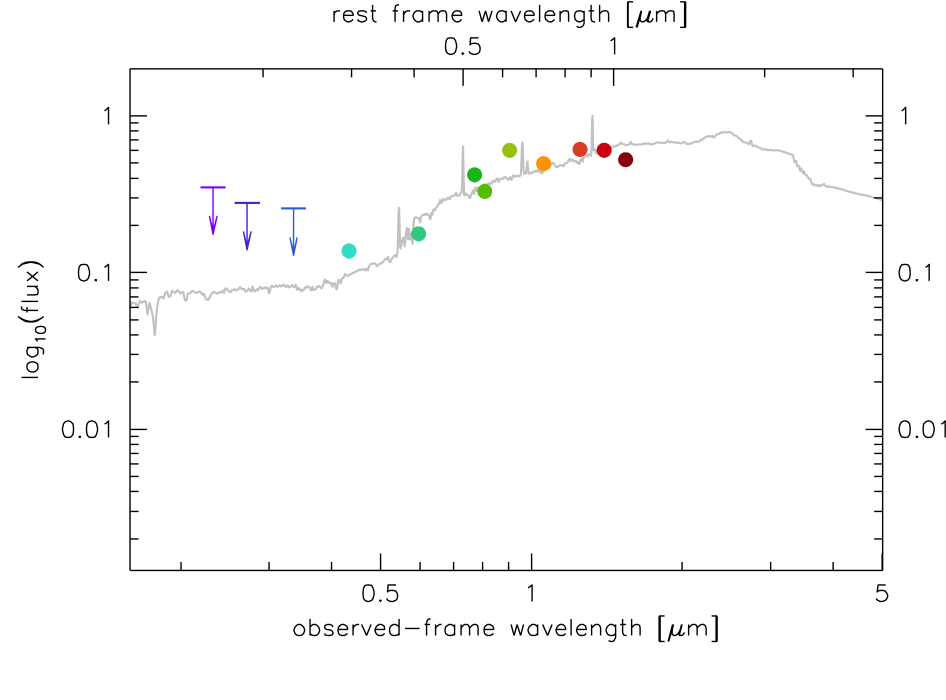 rest frame wavelength [μm]
0.5 1
1 1
0.1 0.1
log10(flux)
0.01 0.01
0.5 1 5
observed-frame wavelength [μm]